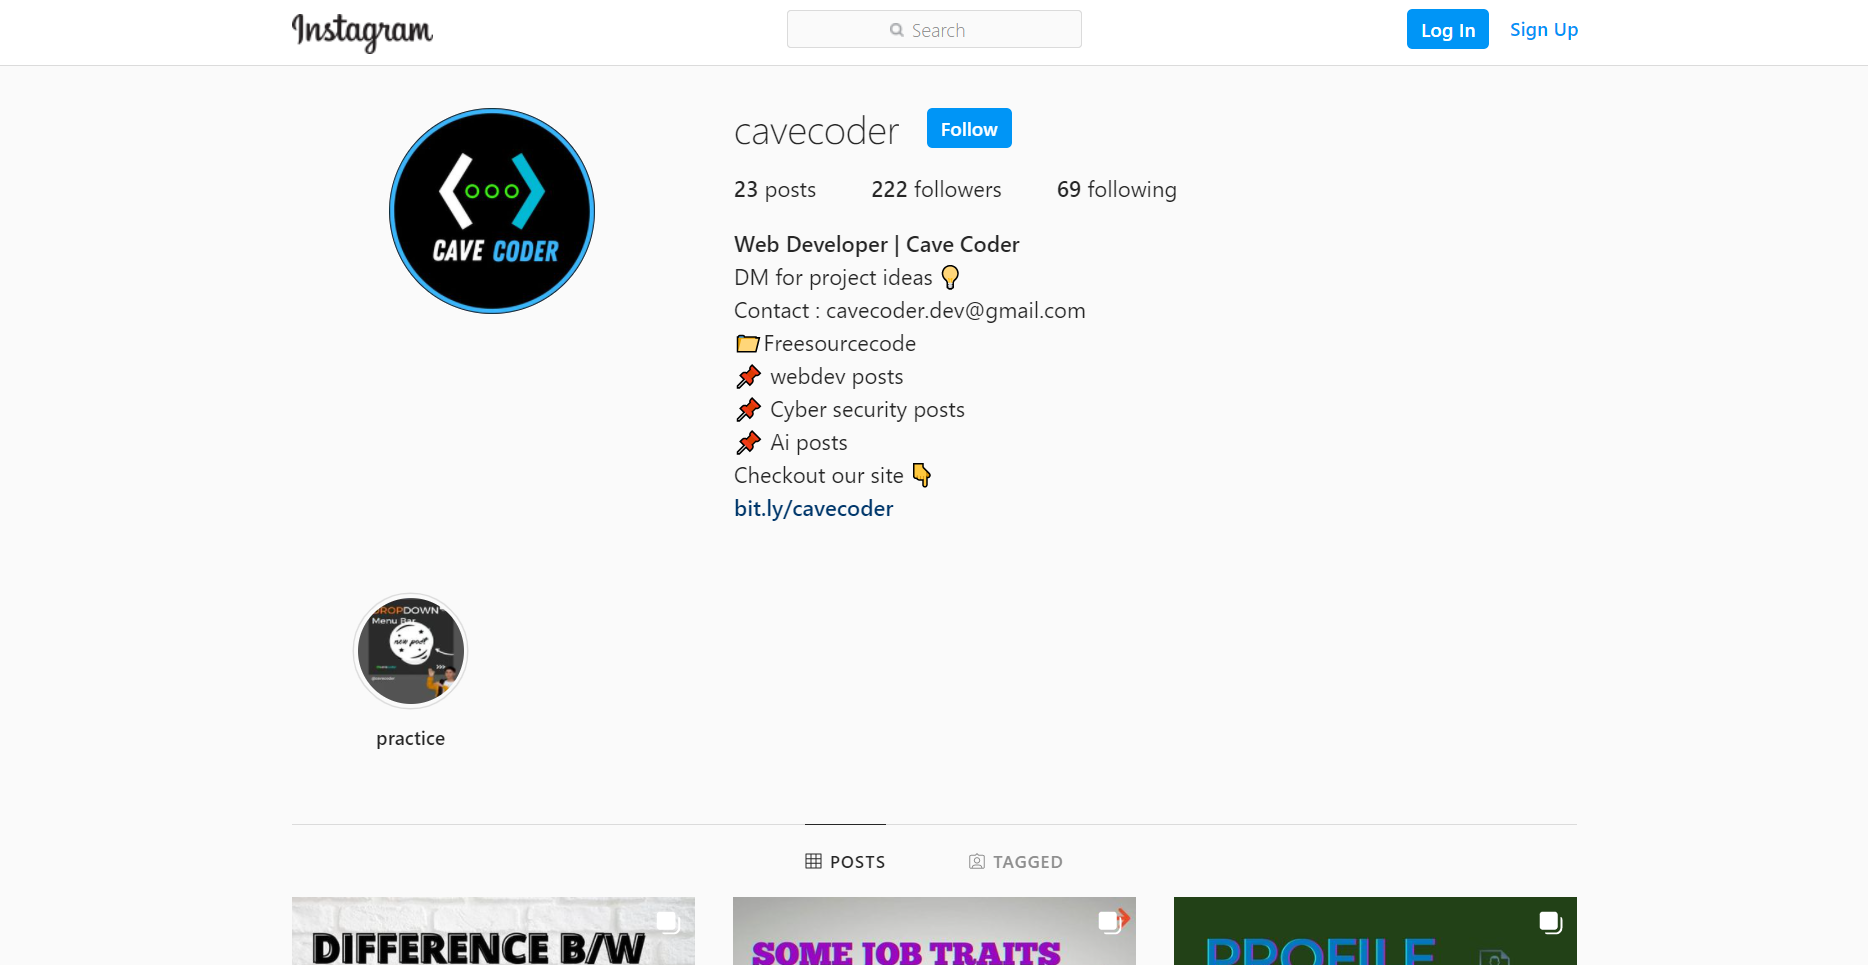 Instagram
Search
Log In
Sign Up
CAVE CODER
cavecoder
Follow
23 posts
222 followers
69 following
Web Developer | Cave Coder
DM for project ideas
Contact : cavecoder.dev@gmail.com
Freesourcecode
webdev posts
Cyber security posts
Ai posts
Checkout our site
bit.ly/cavecoder
DROPDOWN
Menu Bar
new post
practice
POSTS
TAGGED
DIFFERENCE B/W
SOME JOB TRAITS
PROFILE